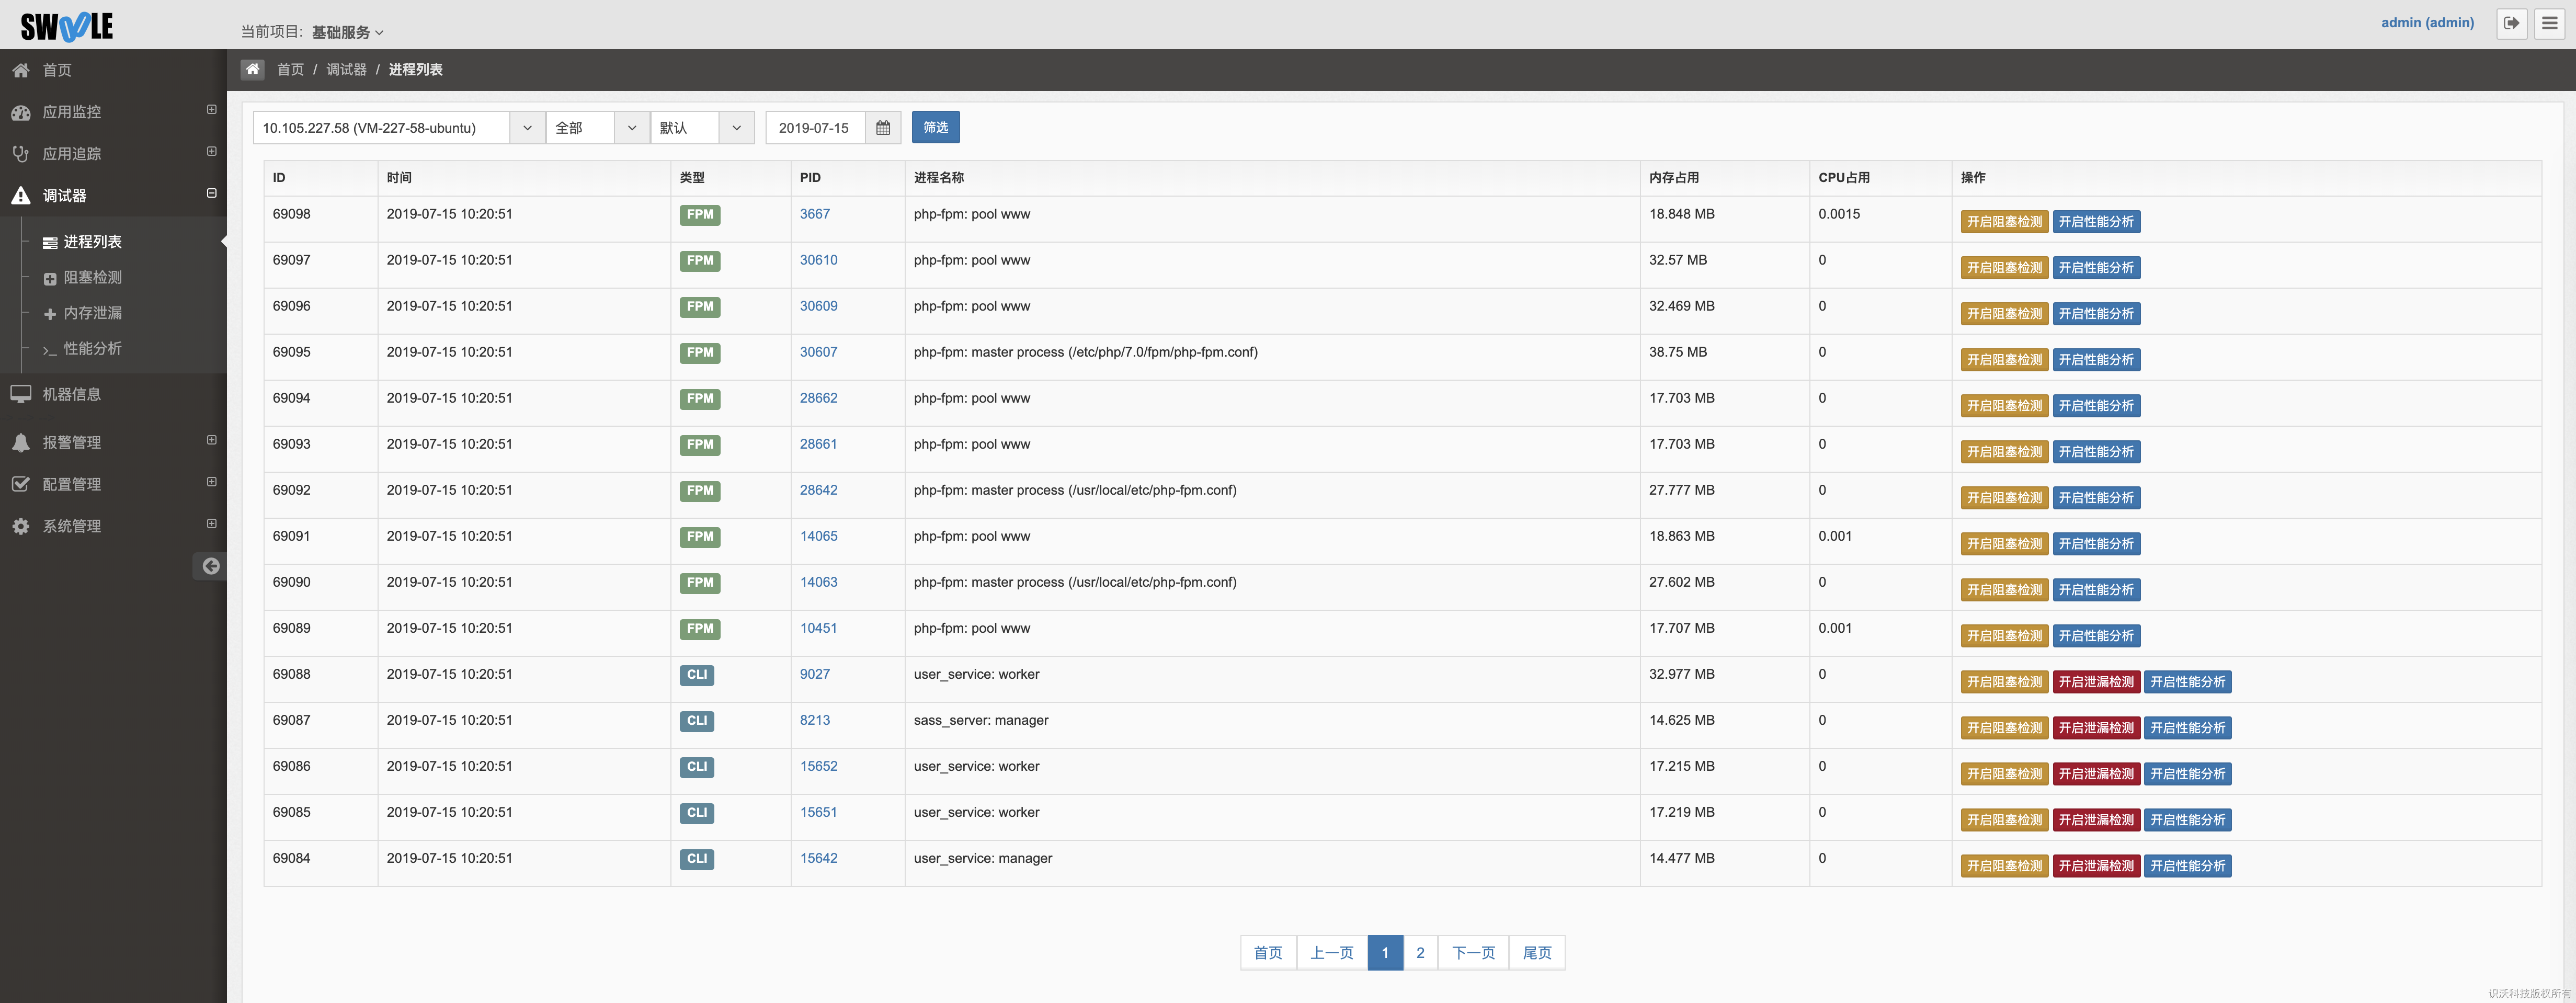 SWOOLE
当前项目: 基础服务
admin (admin)
首页
应用监控
应用追踪
调试器
进程列表
阻塞检测
内存泄漏
性能分析
机器信息
报警管理
配置管理
系统管理
首页 / 调试器 / 进程列表
10.105.227.58 (VM-227-58-ubuntu) 全部 默认 2019-07-15 筛选
ID 时间 类型 PID 进程名称 内存占用 CPU占用 操作
69098 2019-07-15 10:20:51 FPM 3667 php-fpm: pool www 18.848 MB 0.0015 开启阻塞检测 开启性能分析
69097 2019-07-15 10:20:51 FPM 30610 php-fpm: pool www 32.57 MB 0 开启阻塞检测 开启性能分析
69096 2019-07-15 10:20:51 FPM 30609 php-fpm: pool www 32.469 MB 0 开启阻塞检测 开启性能分析
69095 2019-07-15 10:20:51 FPM 30607 php-fpm: master process (/etc/php/7.0/fpm/php-fpm.conf) 38.75 MB 0 开启阻塞检测 开启性能分析
69094 2019-07-15 10:20:51 FPM 28662 php-fpm: pool www 17.703 MB 0 开启阻塞检测 开启性能分析
69093 2019-07-15 10:20:51 FPM 28661 php-fpm: pool www 17.703 MB 0 开启阻塞检测 开启性能分析
69092 2019-07-15 10:20:51 FPM 28642 php-fpm: master process (/usr/local/etc/php-fpm.conf) 27.777 MB 0 开启阻塞检测 开启性能分析
69091 2019-07-15 10:20:51 FPM 14065 php-fpm: pool www 18.863 MB 0.001 开启阻塞检测 开启性能分析
69090 2019-07-15 10:20:51 FPM 14063 php-fpm: master process (/usr/local/etc/php-fpm.conf) 27.602 MB 0 开启阻塞检测 开启性能分析
69089 2019-07-15 10:20:51 FPM 10451 php-fpm: pool www 17.707 MB 0.001 开启阻塞检测 开启性能分析
69088 2019-07-15 10:20:51 CLI 9027 user_service: worker 32.977 MB 0 开启阻塞检测 开启泄漏检测 开启性能分析
69087 2019-07-15 10:20:51 CLI 8213 sass_server: manager 14.625 MB 0 开启阻塞检测 开启泄漏检测 开启性能分析
69086 2019-07-15 10:20:51 CLI 15652 user_service: worker 17.215 MB 0 开启阻塞检测 开启泄漏检测 开启性能分析
69085 2019-07-15 10:20:51 CLI 15651 user_service: worker 17.219 MB 0 开启阻塞检测 开启泄漏检测 开启性能分析
69084 2019-07-15 10:20:51 CLI 15642 user_service: manager 14.477 MB 0 开启阻塞检测 开启泄漏检测 开启性能分析
首页 上一页 1 2 下一页 尾页
识沃科技版权所有